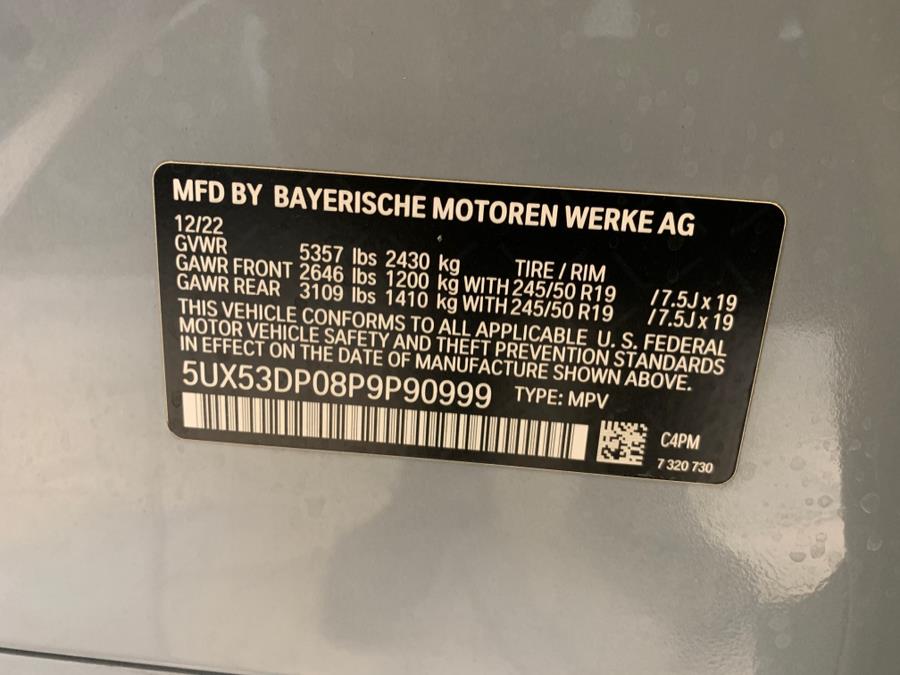 MFD BY BAYERISCHE MOTOREN WERKE AG
12/22
GVWR 5357 lbs 2430 kg TIRE / RIM
GAWR FRONT 2646 lbs 1200 kg WITH 245/50 R19 / 7.5J x 19
GAWR REAR 3109 lbs 1410 kg WITH 245/50 R19 / 7.5J x 19
THIS VEHICLE CONFORMS TO ALL APPLICABLE U. S. FEDERAL
MOTOR VEHICLE SAFETY AND THEFT PREVENTION STANDARDS
IN EFFECT ON THE DATE OF MANUFACTURE SHOWN ABOVE.
5UX53DP08P9P90999 TYPE: MPV
C4PM
7 320 730